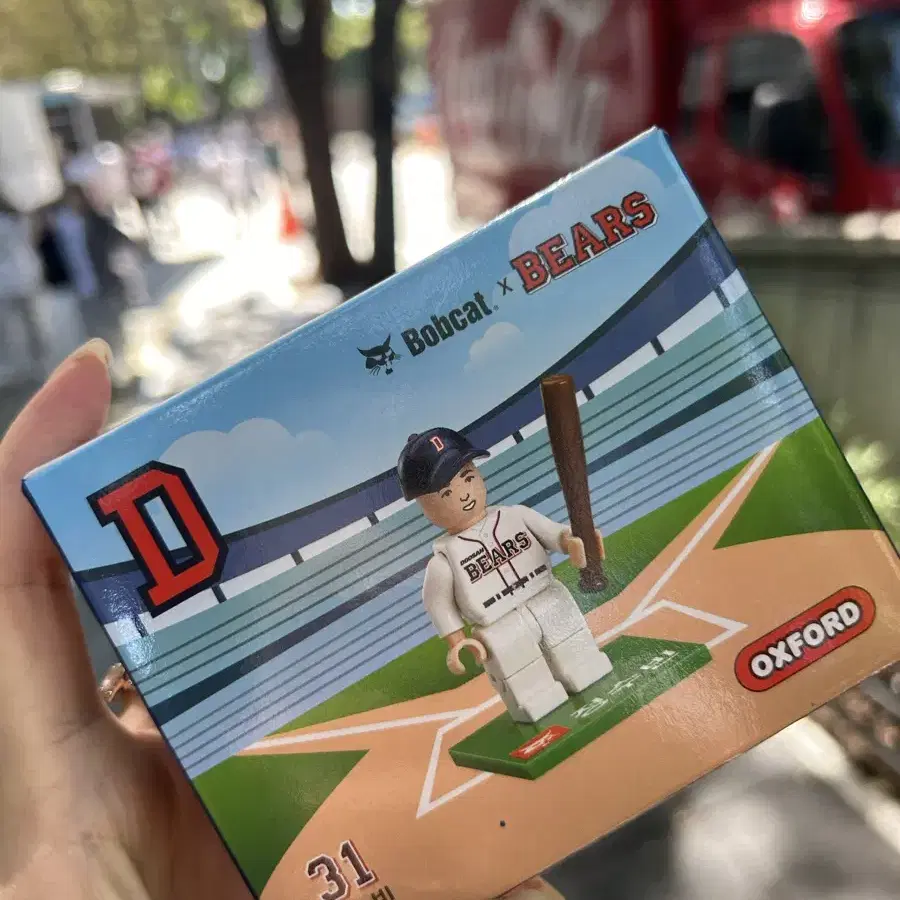 Bobcat® x BEARS
D
D
DOOSAN
BEARS
OXFORD
31